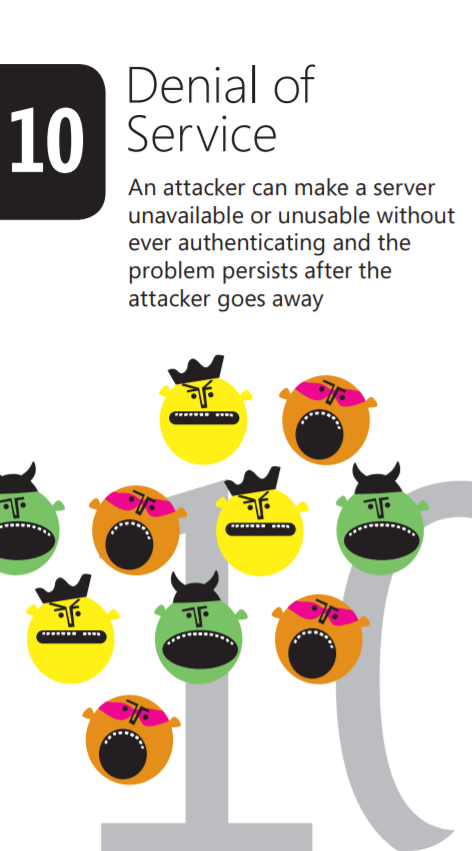 10
Denial of
Service
An attacker can make a server
unavailable or unusable without
ever authenticating and the
problem persists after the
attacker goes away
10